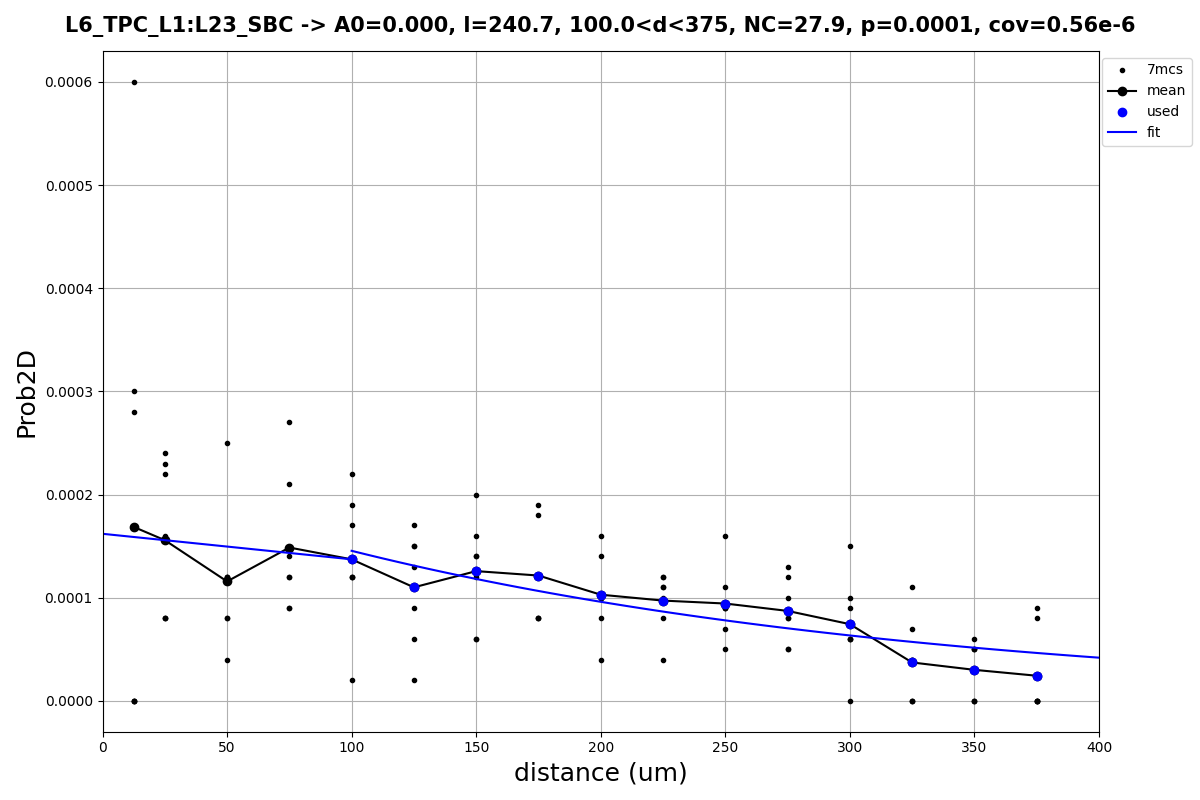 L6_TPC_L1:L23_SBC -> A0=0.000, l=240.7, 100.0<d<375, NC=27.9, p=0.0001, cov=0.56e-6
7mcs
mean
used
fit
0.0006
0.0005
0.0004
0.0003
0.0002
0.0001
0.0000
Prob2D
0
50
100
150
200
250
300
350
400
distance (um)